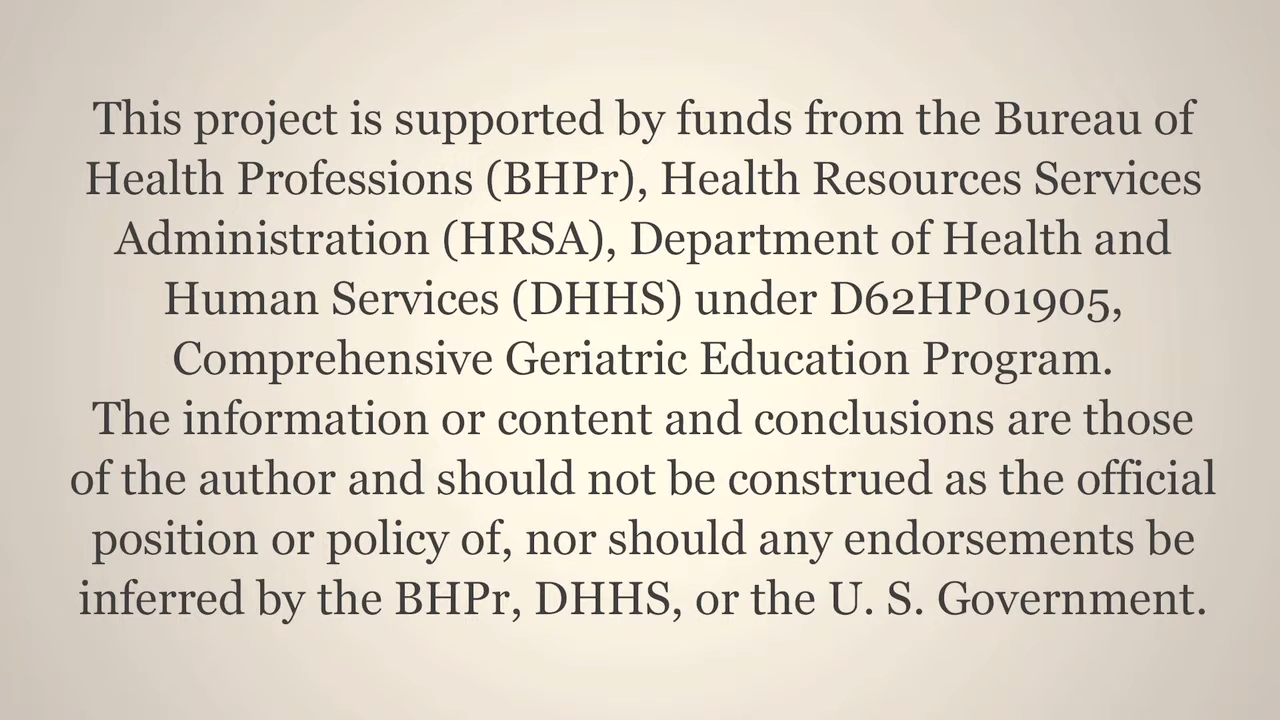 This project is supported by funds from the Bureau of
Health Professions (BHPr), Health Resources Services
Administration (HRSA), Department of Health and
Human Services (DHHS) under D62HP01905,
Comprehensive Geriatric Education Program.
The information or content and conclusions are those
of the author and should not be construed as the official
position or policy of, nor should any endorsements be
inferred by the BHPr, DHHS, or the U. S. Government.